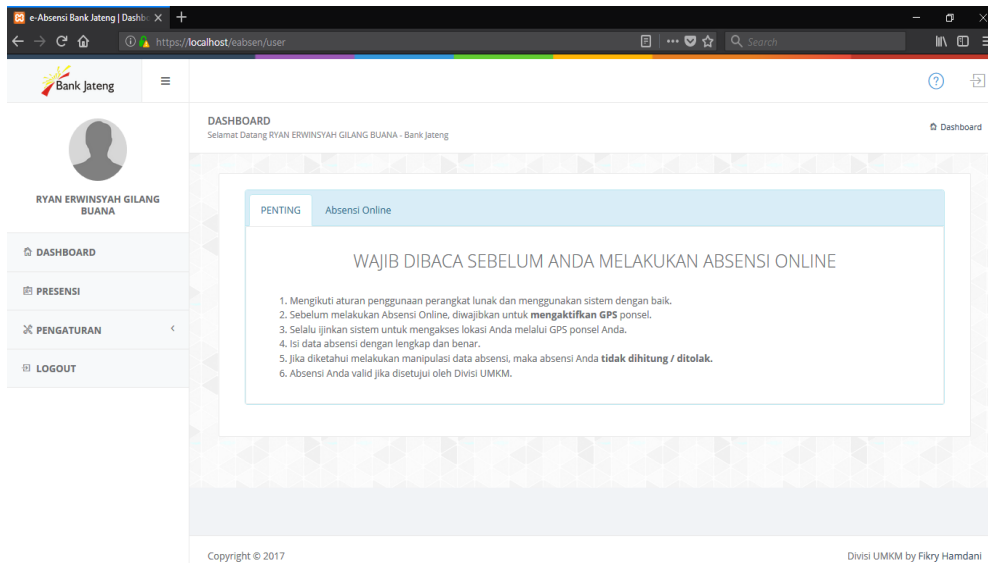 e-Absensi Bank Jateng | Dashb
https://localhost/eabsen/user
Search
Bank Jateng
DASHBOARD
Selamat Datang RYAN ERWINSYAH GILANG BUANA - Bank Jateng
Dashboard
RYAN ERWINSYAH GILANG
BUANA
DASHBOARD
PRESENSI
PENGATURAN
LOGOUT
PENTING
Absensi Online
WAJIB DIBACA SEBELUM ANDA MELAKUKAN ABSENSI ONLINE
1. Mengikuti aturan penggunaan perangkat lunak dan menggunakan sistem dengan baik.
2. Sebelum melakukan Absensi Online, diwajibkan untuk mengaktifkan GPS ponsel.
3. Selalu ijinkan sistem untuk mengakses lokasi Anda melalui GPS ponsel Anda.
4. Isi data absensi dengan lengkap dan benar.
5. Jika diketahui melakukan manipulasi data absensi, maka absensi Anda tidak dihitung / ditolak.
6. Absensi Anda valid jika disetujui oleh Divisi UMKM.
Copyright © 2017
Divisi UMKM by Fikry Hamdani